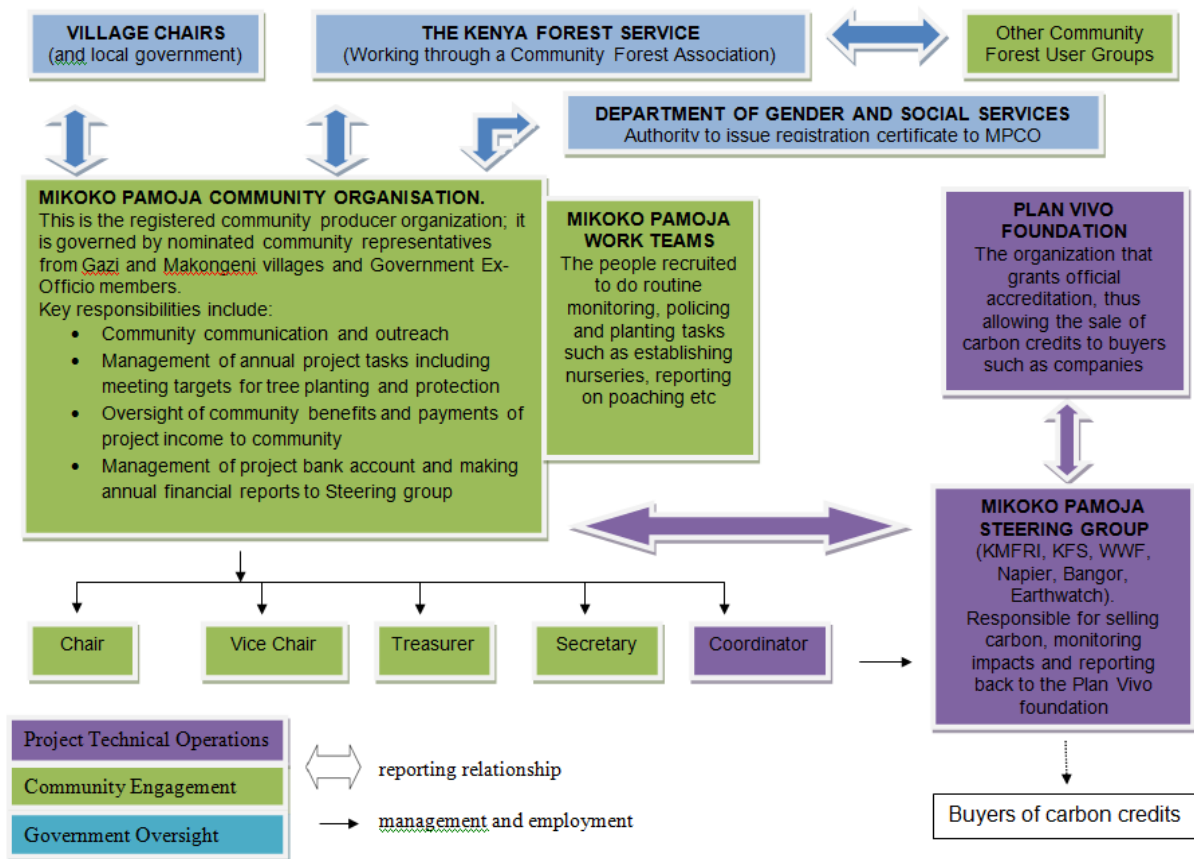 VILLAGE CHAIRS
(and local government)
THE KENYA FOREST SERVICE
(Working through a Community Forest Association)
Other Community
Forest User Groups
DEPARTMENT OF GENDER AND SOCIAL SERVICES
Authority to issue registration certificate to MPCO
MIKOKO PAMOJA COMMUNITY ORGANISATION.
This is the registered community producer organization; it
is governed by nominated community representatives
from Gazi and Makongeni villages and Government Ex-
Officio members.
Key responsibilities include:
• Community communication and outreach
• Management of annual project tasks including
meeting targets for tree planting and protection
• Oversight of community benefits and payments of
project income to community
• Management of project bank account and making
annual financial reports to Steering group
MIKOKO PAMOJA
WORK TEAMS
The people recruited
to do routine
monitoring, policing
and planting tasks
such as establishing
nurseries, reporting
on poaching etc
PLAN VIVO
FOUNDATION
The organization that
grants official
accreditation, thus
allowing the sale of
carbon credits to buyers
such as companies
MIKOKO PAMOJA
STEERING GROUP
(KMFRI, KFS, WWF,
Napier, Bangor,
Earthwatch).
Responsible for selling
carbon, monitoring
impacts and reporting
back to the Plan Vivo
foundation
Chair
Vice Chair
Treasurer
Secretary
Coordinator
Project Technical Operations
Community Engagement
Government Oversight
reporting relationship
management and employment
Buyers of carbon credits